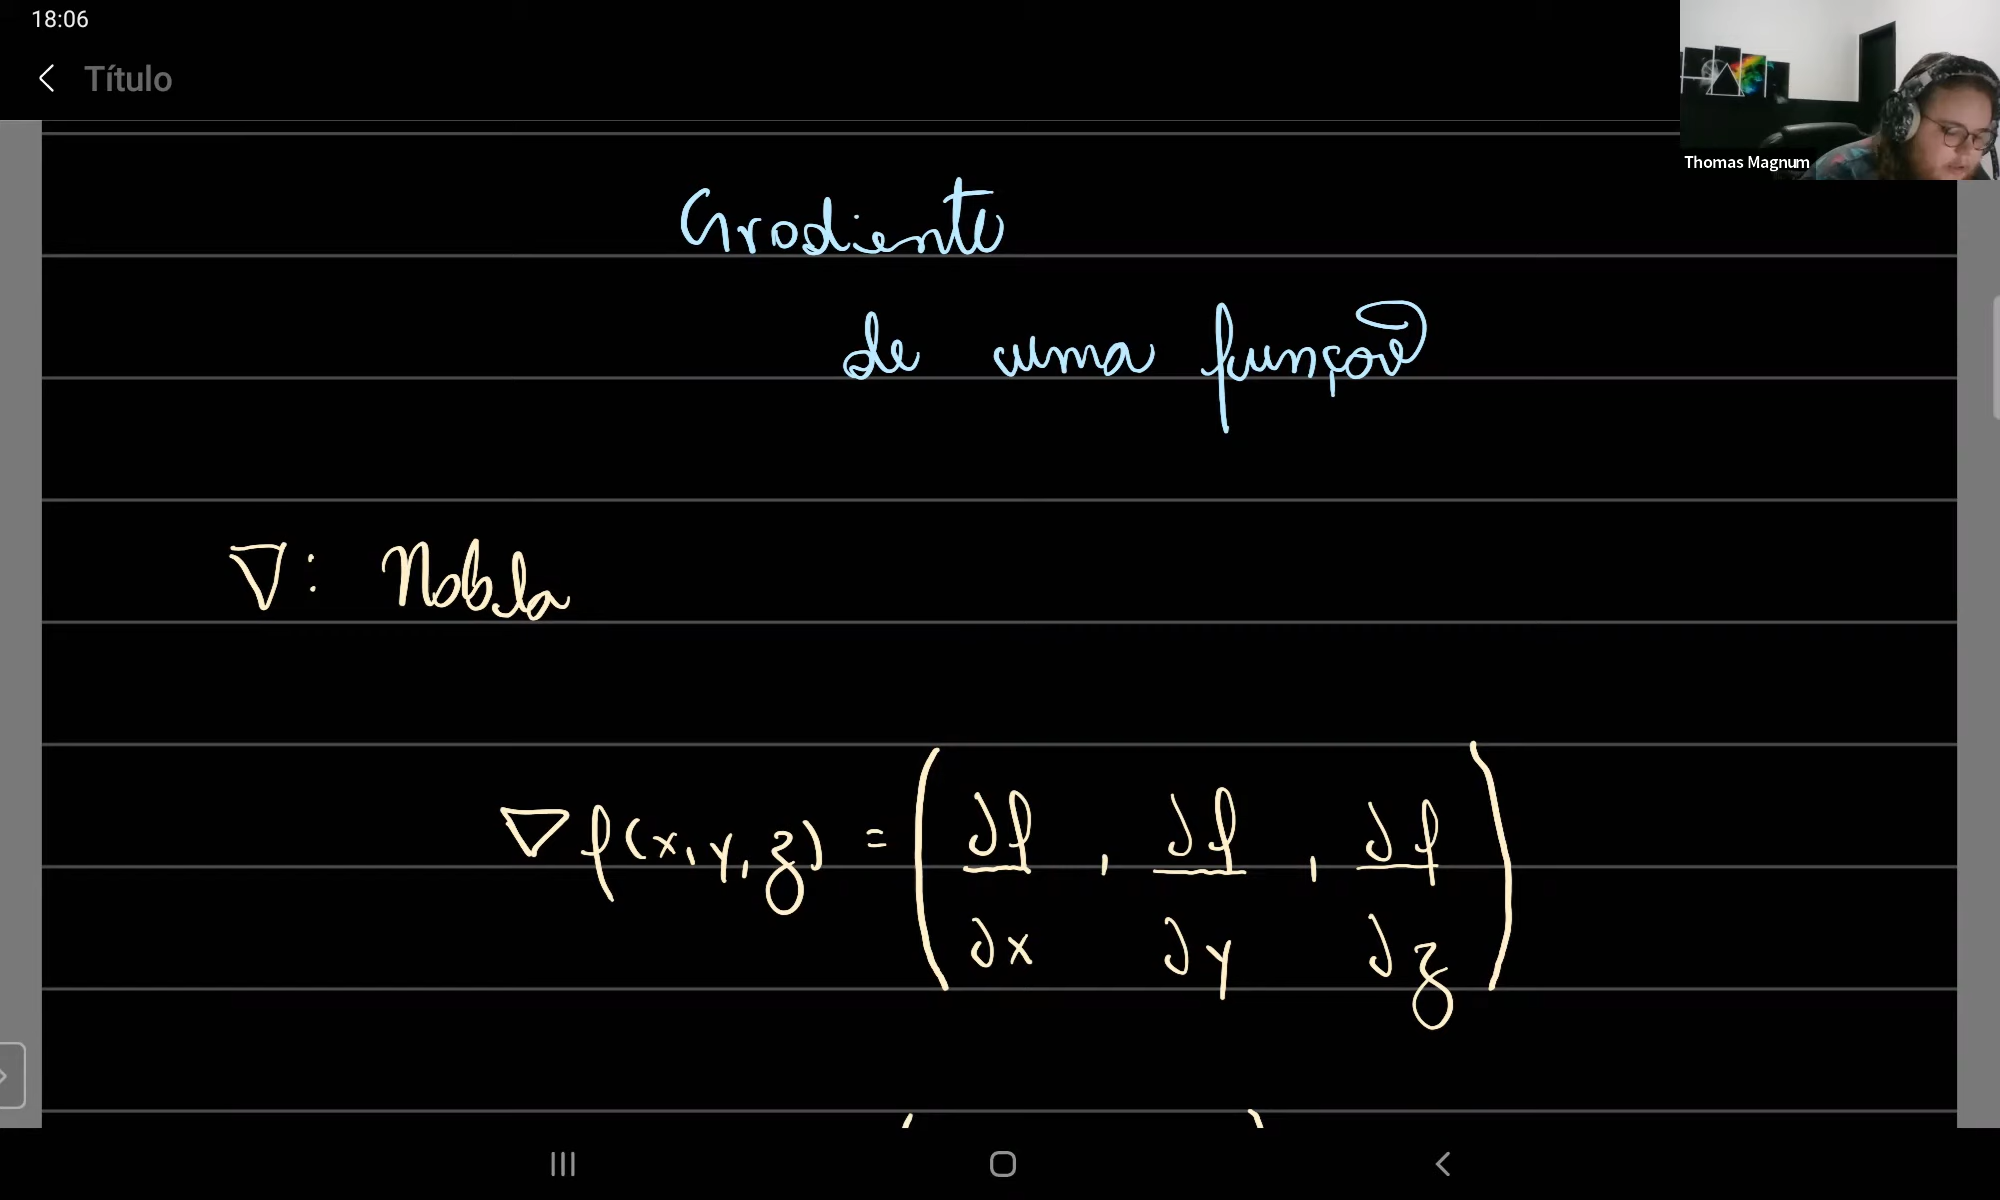 18:06
Título
Thomas Magnum
Gradiente
de uma função
∇: Nabla
∇f(x,y,z) = (∂f/∂x, ∂f/∂y, ∂f/∂z)